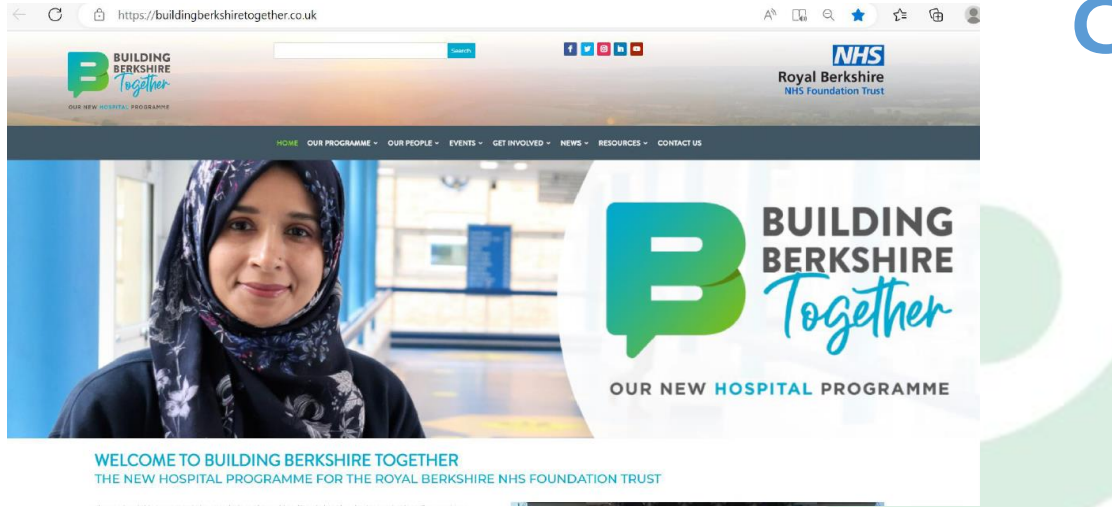 https://buildingberkshiretogether.co.uk
BUILDING
BERKSHIRE
Together
OUR NEW HOSPITAL PROGRAMME
Search
NHS
Royal Berkshire
NHS Foundation Trust
HOME OUR PROGRAMME OUR PEOPLE EVENTS GET INVOLVED NEWS RESOURCES CONTACT US
BUILDING
BERKSHIRE
Together
OUR NEW HOSPITAL PROGRAMME
WELCOME TO BUILDING BERKSHIRE TOGETHER
THE NEW HOSPITAL PROGRAMME FOR THE ROYAL BERKSHIRE NHS FOUNDATION TRUST